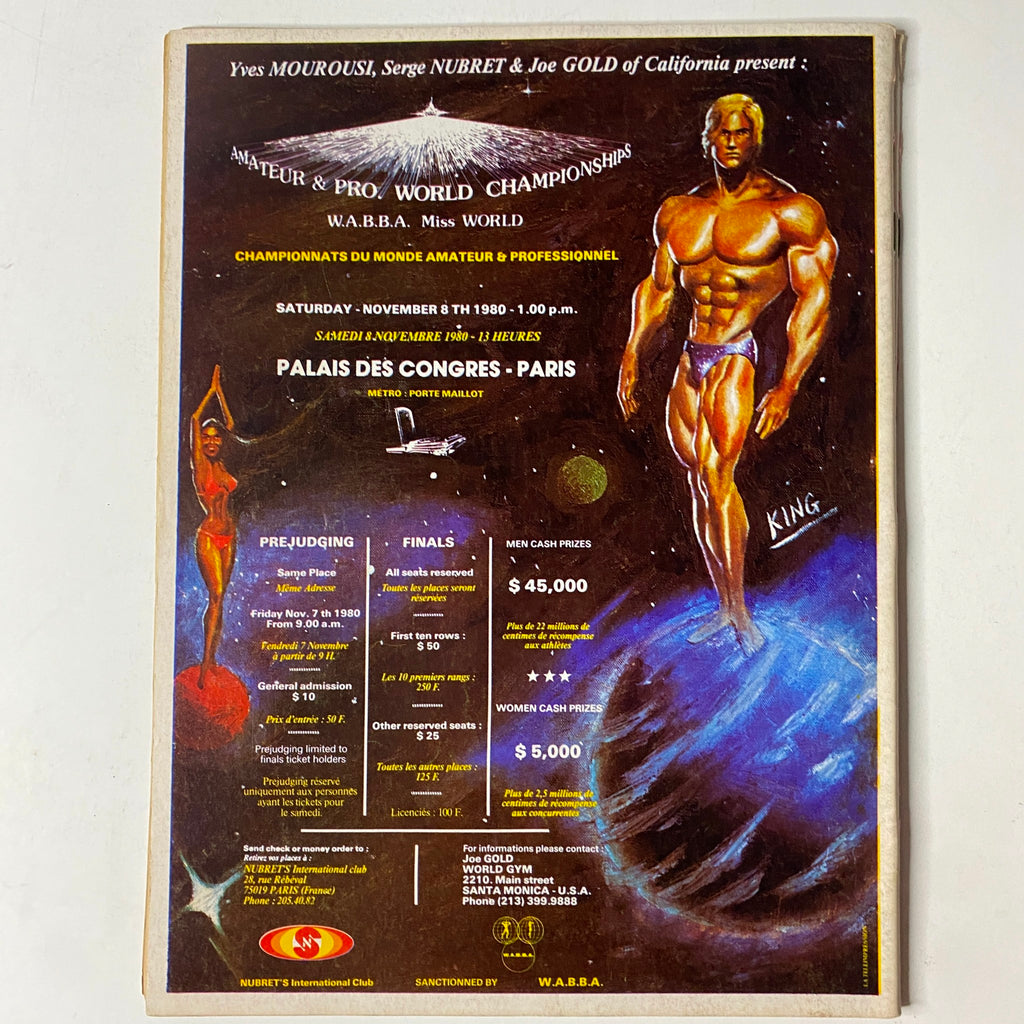 Yves MOUROUSI, Serge NUBRET & Joe GOLD of California present :
AMATEUR & PRO. WORLD CHAMPIONSHIPS
W.A.B.B.A. Miss WORLD
CHAMPIONNATS DU MONDE AMATEUR & PROFESSIONNEL
SATURDAY - NOVEMBER 8 TH 1980 - 1.00 p.m.
SAMEDI 8 NOVEMBRE 1980 - 13 HEURES
PALAIS DES CONGRES - PARIS
MÉTRO : PORTE MAILLOT
KING
PREJUDGING
Same Place
Même Adresse
Friday Nov. 7 th 1980
From 9.00 a.m.
Vendredi 7 Novembre
à partir de 9 H.
General admission
$ 10
Prix d'entrée : 50 F.
Prejudging limited to
finals ticket holders
Prejudging réservé
uniquement aux personnes
ayant les tickets pour
le samedi.
FINALS
All seats reserved
Toutes les places seront
réservées
First ten rows :
$ 50
Les 10 premiers rangs :
250 F.
Other reserved seats :
$ 25
Toutes les autres places :
125 F.
Licenciés : 100 F.
MEN CASH PRIZES
$ 45,000
Plus de 22 millions de
centimes de récompense
aux athlètes
WOMEN CASH PRIZES
$ 5,000
Plus de 2,5 millions de
centimes de récompense
aux concurrentes
Send check or money order to :
Retirez vos places à :
NUBRET'S International club
28, rue Rébéval
75019 PARIS (France)
Phone : 205.40.82
For informations please contact :
Joe GOLD
WORLD GYM
2210. Main street
SANTA MONICA - U.S.A.
Phone (213) 399.9888
N
W.A.B.B.A.
NUBRET'S International Club
SANCTIONNED BY W.A.B.B.A.
LA TELEIMPRESSION